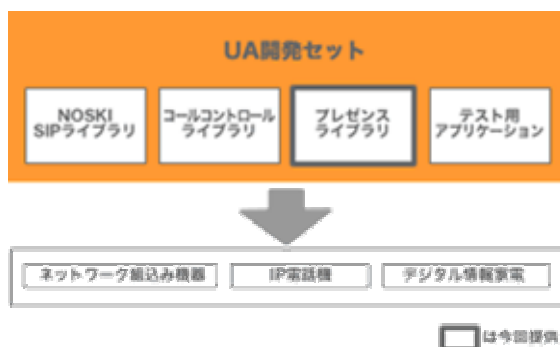 UA開発セット
NOSKI
SIPライブラリ
コールコントロール
ライブラリ
プレゼンス
ライブラリ
テスト用
アプリケーション
ネットワーク組込み機器
IP電話機
デジタル情報家電
は今回提供